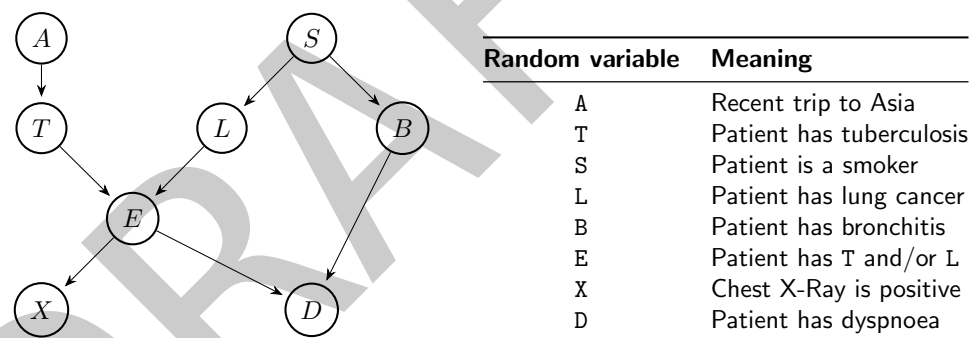 A
S
T
L
B
E
X
D
Random variable Meaning
A Recent trip to Asia
T Patient has tuberculosis
S Patient is a smoker
L Patient has lung cancer
B Patient has bronchitis
E Patient has T and/or L
X Chest X-Ray is positive
D Patient has dyspnoea